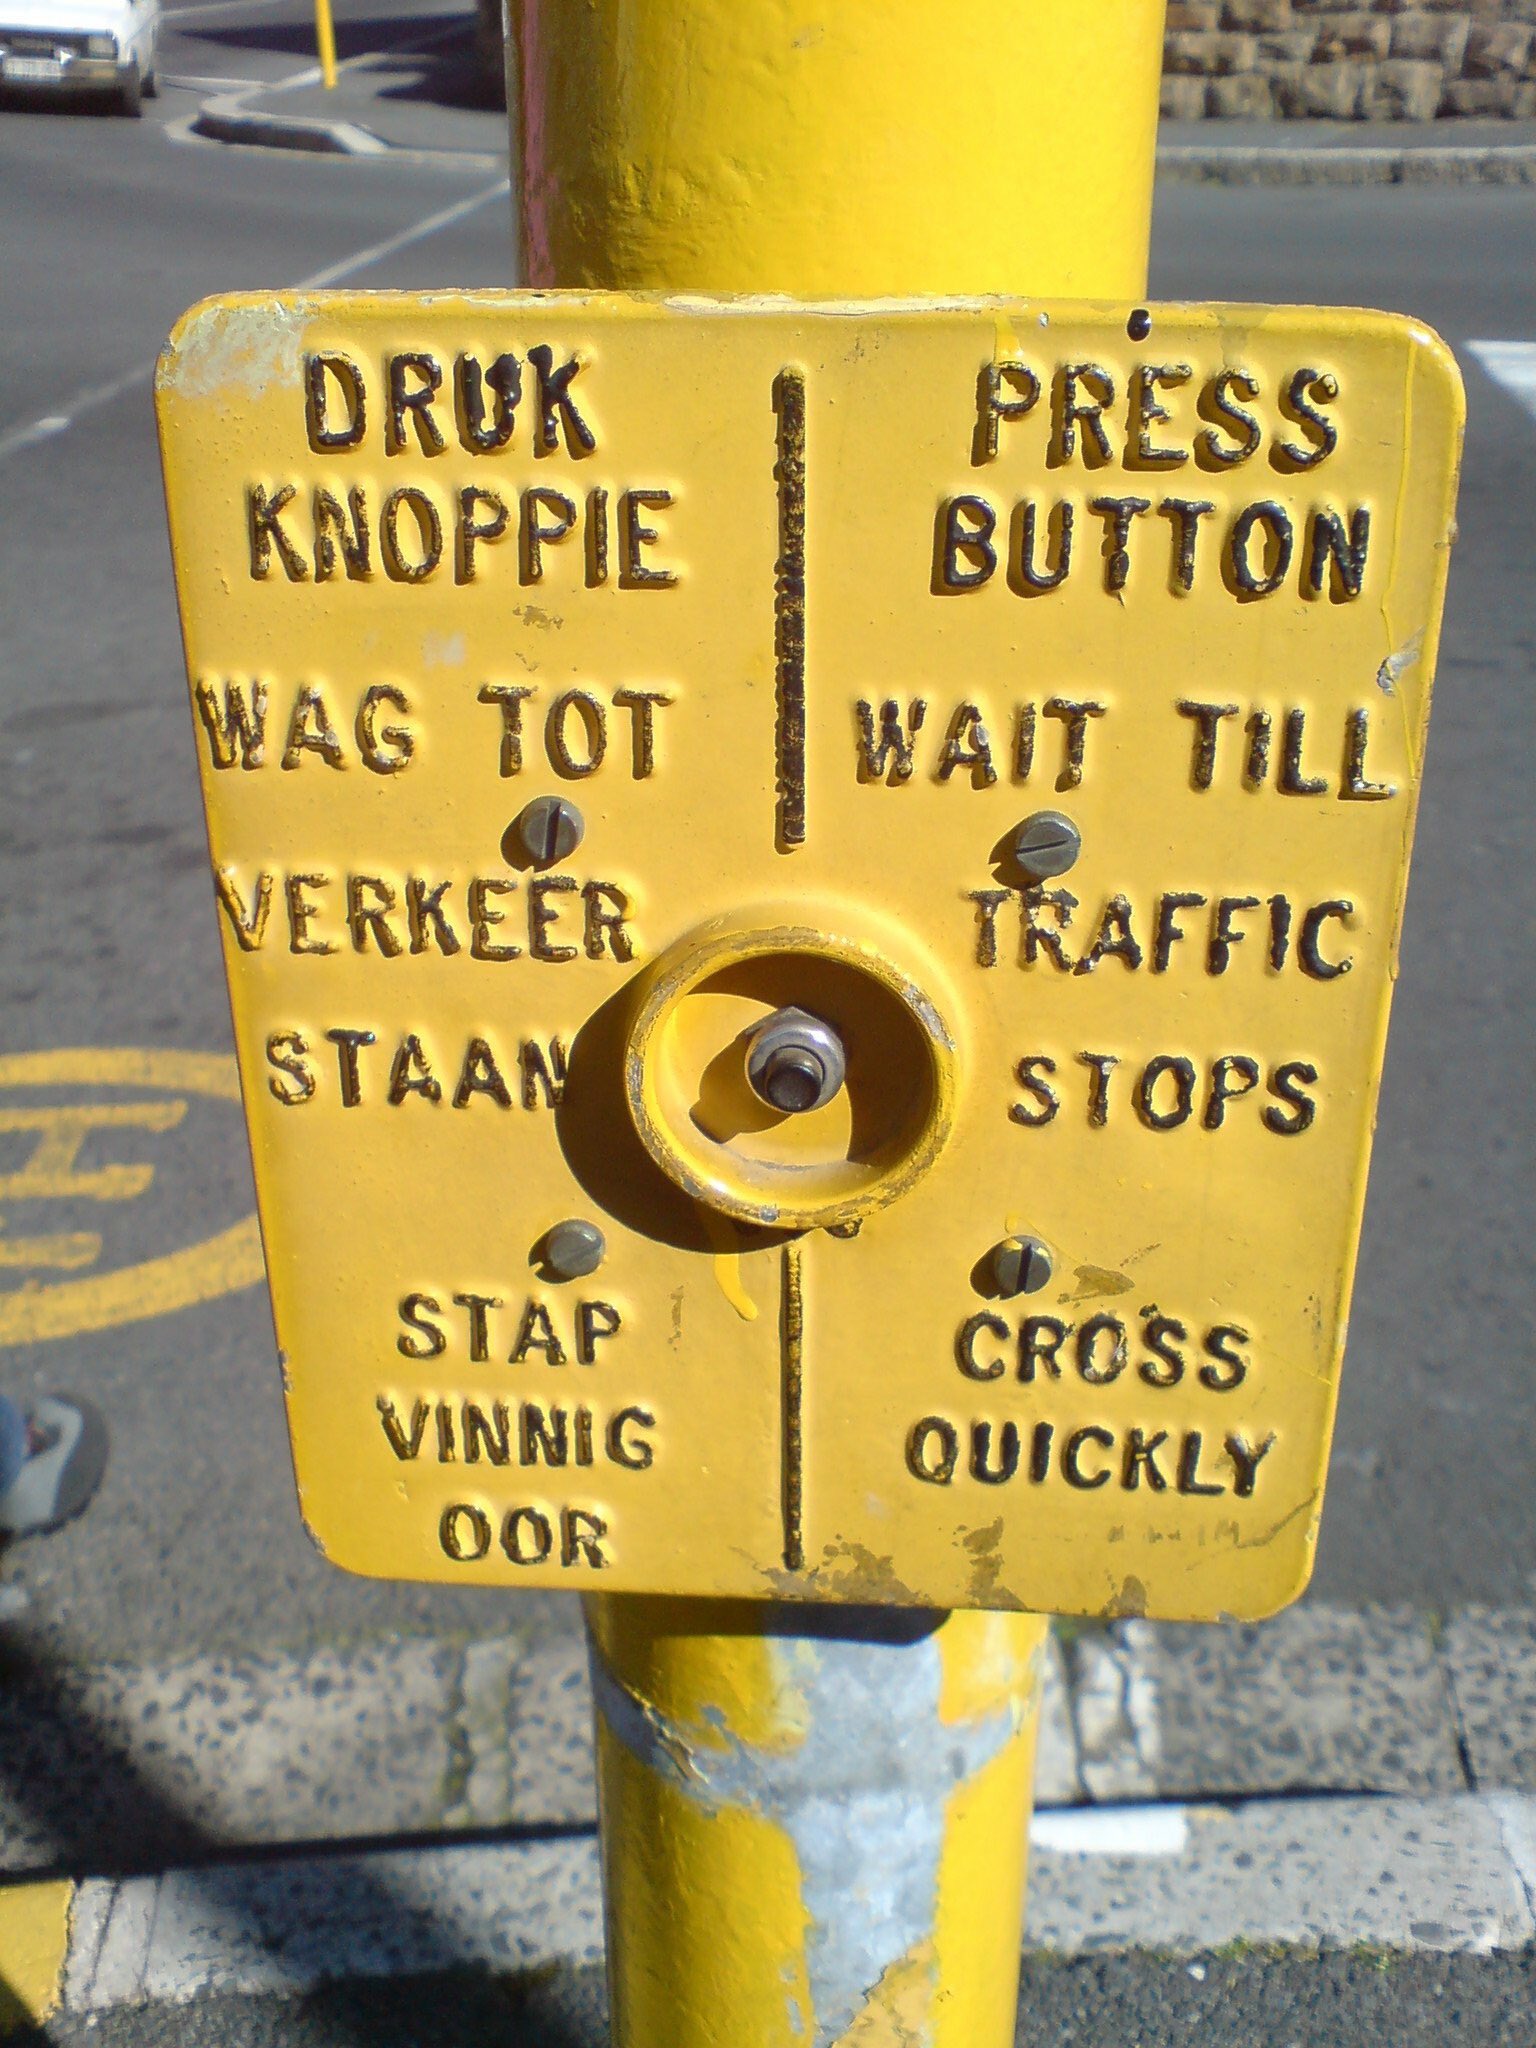 DRUK
KNOPPIE
WAG TOT
VERKEER
STAAN
STAP
VINNIG
OOR
PRESS
BUTTON
WAIT TILL
TRAFFIC
STOPS
CROSS
QUICKLY